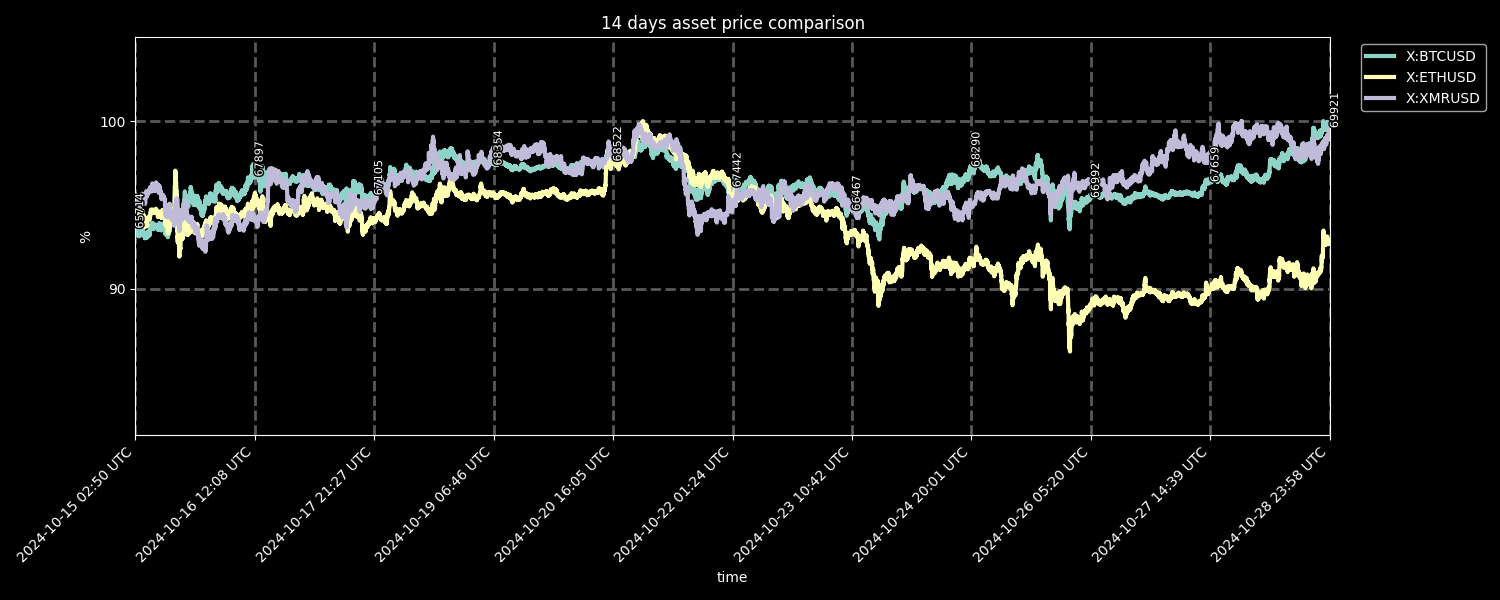 14 days asset price comparison
X:BTCUSD
X:ETHUSD
X:XMRUSD
100
90
%
67897
67105
68354
68522
67442
66467
68290
66992
67659
69921
2024-10-15 02:50 UTC
2024-10-16 12:08 UTC
2024-10-17 21:27 UTC
2024-10-19 06:46 UTC
2024-10-20 16:05 UTC
2024-10-22 01:24 UTC
2024-10-23 10:42 UTC
2024-10-24 20:01 UTC
2024-10-26 05:20 UTC
2024-10-27 14:39 UTC
2024-10-28 23:58 UTC
time